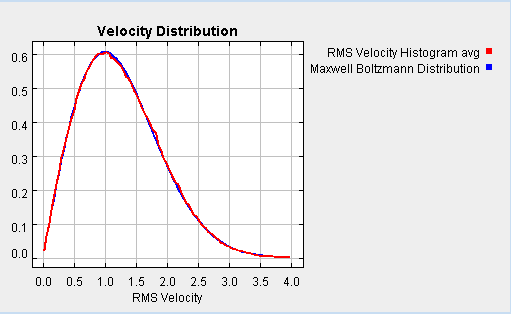 Velocity Distribution
RMS Velocity Histogram avg
Maxwell Boltzmann Distribution
0.6
0.5
0.4
0.3
0.2
0.1
0.0
0.0 0.5 1.0 1.5 2.0 2.5 3.0 3.5 4.0
RMS Velocity